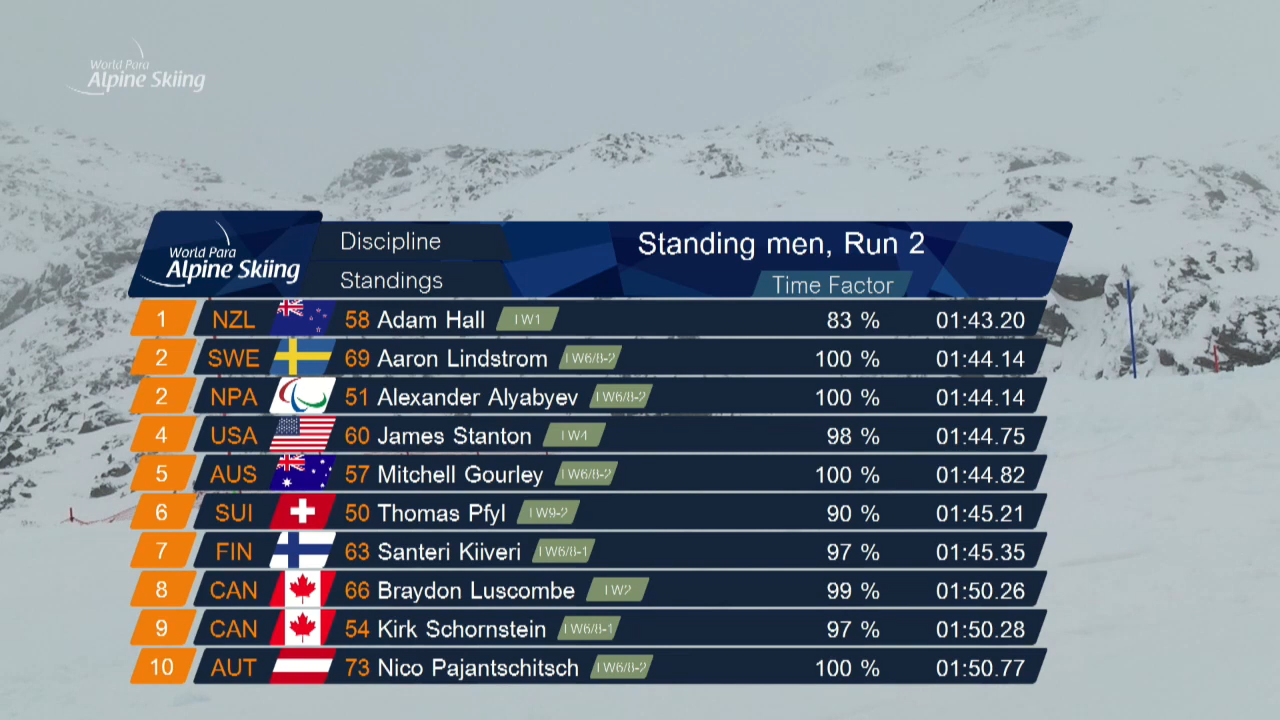 World Para
Alpine Skiing
World Para
Alpine Skiing
Discipline
Standings
Standing men, Run 2
Time Factor
1 NZL 58 Adam Hall LW1 83 % 01:43.20
2 SWE 69 Aaron Lindstrom LW6/8-2 100 % 01:44.14
2 NPA 51 Alexander Alyabyev LW6/8-2 100 % 01:44.14
4 USA 60 James Stanton LW4 98 % 01:44.75
5 AUS 57 Mitchell Gourley LW6/8-2 100 % 01:44.82
6 SUI 50 Thomas Pfyl LW9-2 90 % 01:45.21
7 FIN 63 Santeri Kiiveri LW6/8-1 97 % 01:45.35
8 CAN 66 Braydon Luscombe LW2 99 % 01:50.26
9 CAN 54 Kirk Schornstein LW6/8-1 97 % 01:50.28
10 AUT 73 Nico Pajantschitsch LW6/8-2 100 % 01:50.77